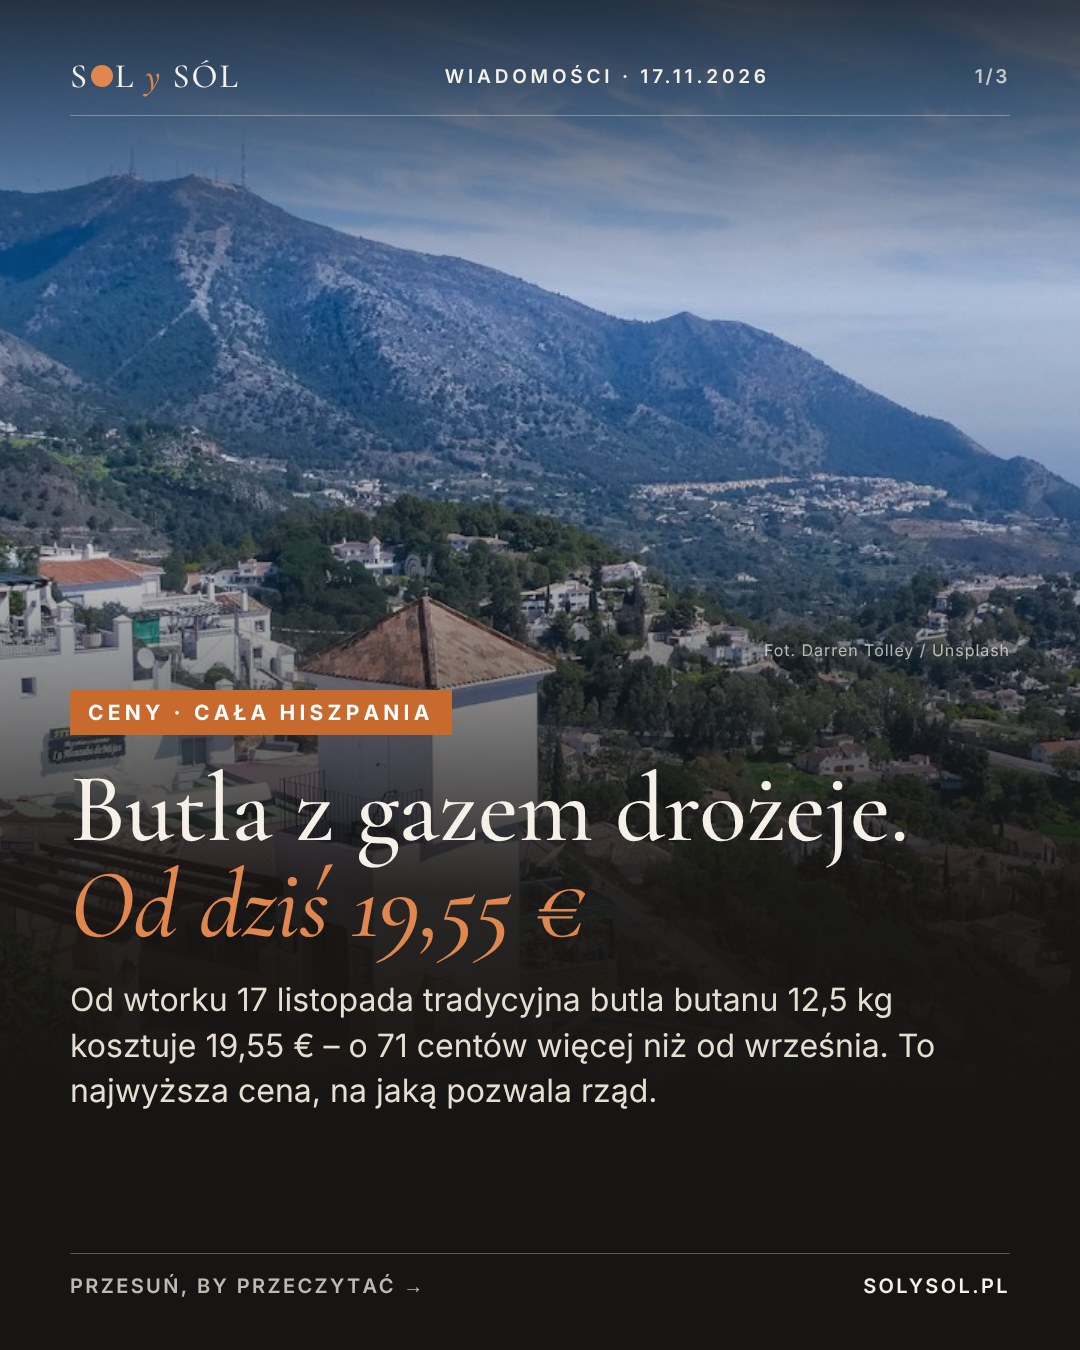 SOL y SÓL
WIADOMOŚCI · 17.11.2026
1/3
Fot. Darren Tolley / Unsplash
CENY · CAŁA HISZPANIA
Butla z gazem drożeje.
Od dziś 19,55 €
Od wtorku 17 listopada tradycyjna butla butanu 12,5 kg
kosztuje 19,55 € – o 71 centów więcej niż od września. To
najwyższa cena, na jaką pozwala rząd.
PRZESUŃ, BY PRZECZYTAĆ →
SOLYSOL.PL